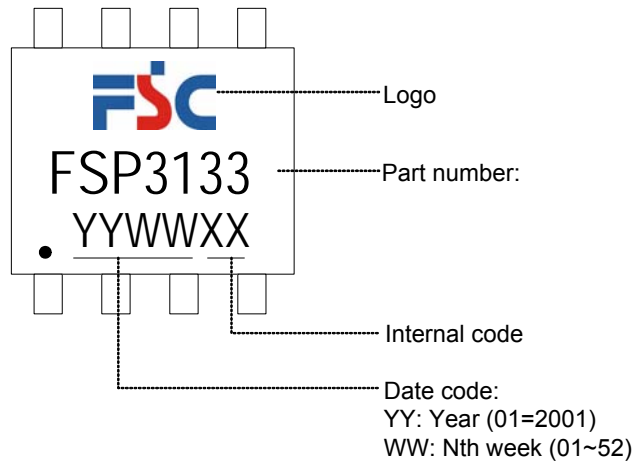 FSC
Logo
FSP3133
Part number:
YYWWXX
Internal code
Date code:
YY: Year (01=2001)
WW: Nth week (01~52)